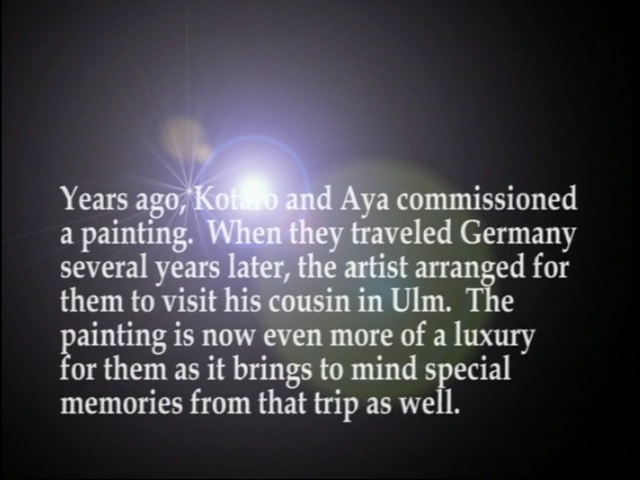 Years ago, Kotaro and Aya commissioned
a painting.  When they traveled Germany
several years later, the artist arranged for
them to visit his cousin in Ulm.  The
painting is now even more of a luxury
for them as it brings to mind special
memories from that trip as well.